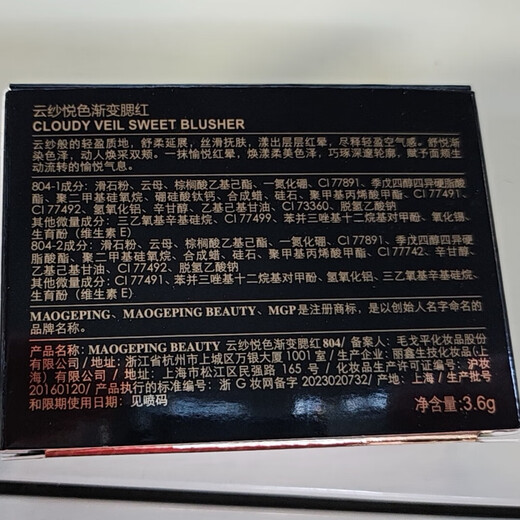 云纱悦色渐变腮红
CLOUDY VEIL SWEET BLUSHER
云纱般的轻盈质地，舒柔延展，丝滑抚肤，漾出层层红晕，尽释轻盈空气感。舒悦渐
染色泽，动人焕采双颊。一抹愉悦红晕，焕漾柔美色泽，巧琢深邃轮廓，赋予面颊生
动流转的愉悦气息。
804-1成分：滑石粉、云母、棕榈酸乙基己酯、一氮化硼、CI 77891、季戊四醇四异硬脂酸
酯、聚二甲基硅氧烷、硼硅酸钛钙、合成蜡、硅石、聚甲基丙烯酸甲酯、CI 77491、
CI 77492、氢氧化铝、辛甘醇、乙基己基甘油、CI 73360、脱氢乙酸钠
其他微量成分：三乙氧基辛基硅烷、CI 77499、苯并三唑基十二烷基对甲酚、氧化锡、
生育酚（维生素 E）
804-2成分：滑石粉、云母、棕榈酸乙基己酯、一氮化硼、CI 77891、季戊四醇四异硬
脂酸酯、聚二甲基硅氧烷、合成蜡、硅石、聚甲基丙烯酸甲酯、CI 77742、辛甘醇、
乙基己基甘油、CI 77492、脱氢乙酸钠
其他微量成分：CI 77491、苯并三唑基十二烷基对甲酚、氢氧化铝、三乙氧基辛基硅烷、
生育酚（维生素 E）
MAOGEPING、MAOGEPING BEAUTY、MGP是注册商标，是以创始人名字命名的
品牌名称。
产品名称：MAOGEPING BEAUTY 云纱悦色渐变腮红 804/ 备案人：毛戈平化妆品股份
有限公司/ 地址：浙江省杭州市上城区万银大厦 1001 室/ 生产企业：丽鑫生技化妆品(上
海) 有限公司/ 地址：上海市松江区民强路 165 号 / 化妆品生产许可证编号：沪妆
20160120/ 产品执行的标准编号：浙 G 妆网备字 2023020732/ 产地：上海/ 生产批号
和限期使用日期：见喷码
净含量:3.6g